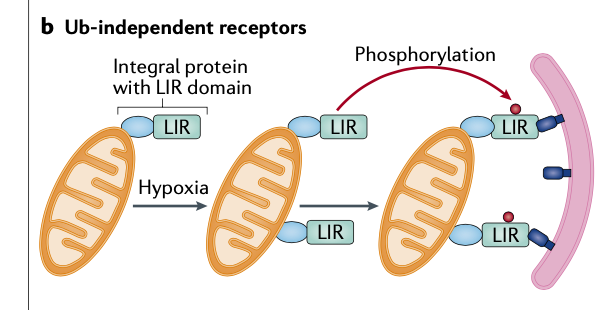 b Ub-independent receptors
Phosphorylation
Integral protein
with LIR domain
LIR
LIR
LIR
Hypoxia
LIR
LIR